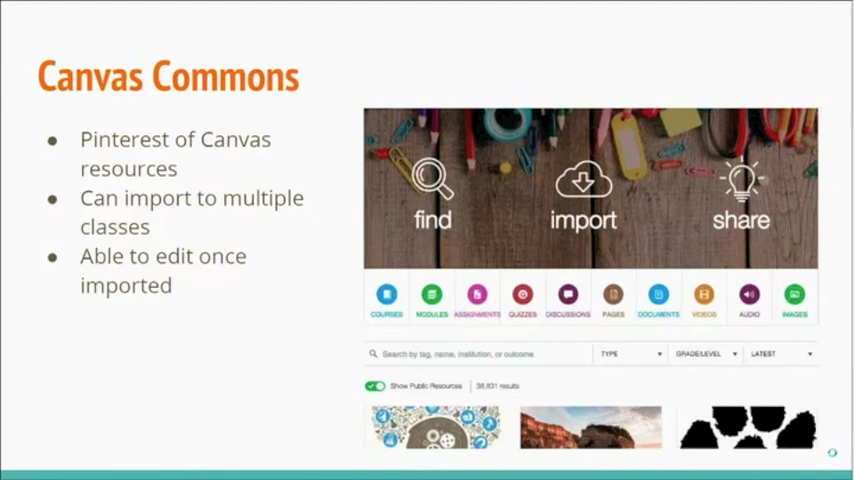 Canvas Commons
● Pinterest of Canvas
resources
● Can import to multiple
classes
● Able to edit once
imported
find import share
COURSES MODULES ASSIGNMENTS QUIZZES DISCUSSIONS PAGES DOCUMENTS VIDEOS AUDIO IMAGES
Search by tag, name, institution, or outcome TYPE GRADE/LEVEL LATEST
Show Public Resources 38,831 results